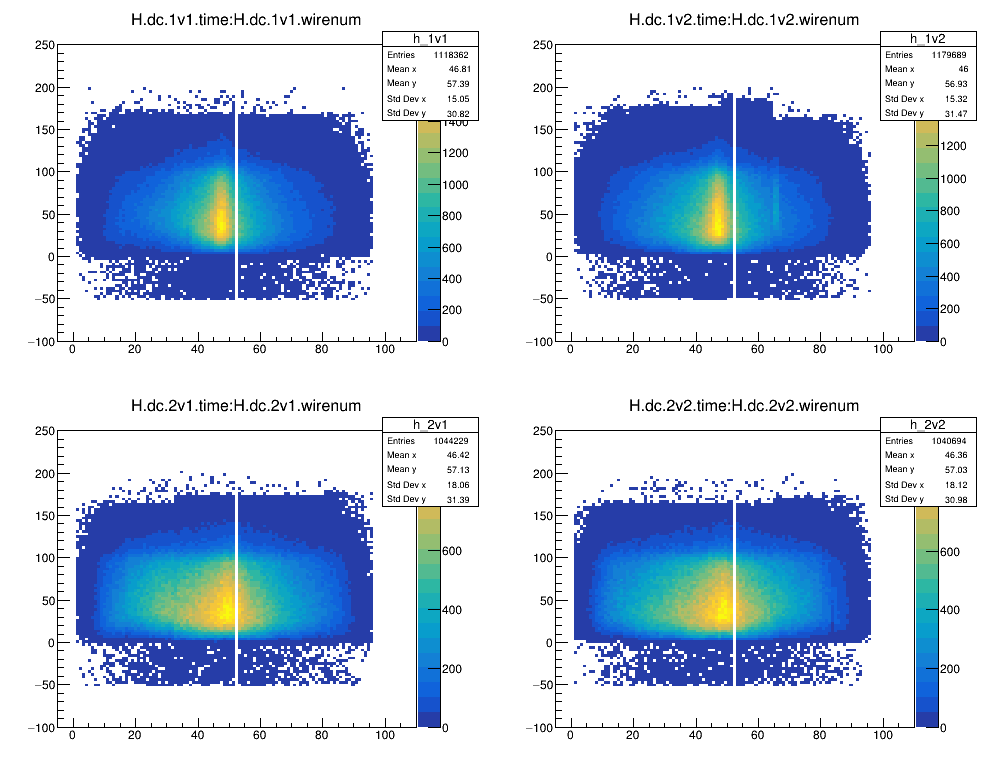 H.dc.1v1.time:H.dc.1v1.wirenum
h_1v1
Entries 1118362
Mean x 46.81
Mean y 57.39
Std Dev x 15.05
Std Dev y 30.82
250
200
150
100
50
0
−50
−100
0 20 40 60 80 100
1400
1200
1000
800
600
400
200
0
H.dc.1v2.time:H.dc.1v2.wirenum
h_1v2
Entries 1179689
Mean x 46
Mean y 56.93
Std Dev x 15.32
Std Dev y 31.47
250
200
150
100
50
0
−50
−100
0 20 40 60 80 100
1200
1000
800
600
400
200
0
H.dc.2v1.time:H.dc.2v1.wirenum
h_2v1
Entries 1044229
Mean x 46.42
Mean y 57.13
Std Dev x 18.06
Std Dev y 31.39
250
200
150
100
50
0
−50
−100
0 20 40 60 80 100
600
400
200
0
H.dc.2v2.time:H.dc.2v2.wirenum
h_2v2
Entries 1040694
Mean x 46.36
Mean y 57.03
Std Dev x 18.12
Std Dev y 30.98
250
200
150
100
50
0
−50
−100
0 20 40 60 80 100
600
400
200
0